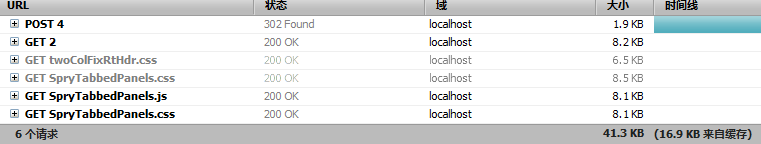 URL 状态 域 大小 时间线
POST 4 302 Found localhost 1.9 KB
GET 2 200 OK localhost 8.2 KB
GET twoColFixRtHdr.css 200 OK localhost 6.5 KB
GET SpryTabbedPanels.css 200 OK localhost 8.5 KB
GET SpryTabbedPanels.js 200 OK localhost 8.1 KB
GET SpryTabbedPanels.css 200 OK localhost 8.1 KB
6 个请求 41.3 KB (16.9 KB 来自缓存)